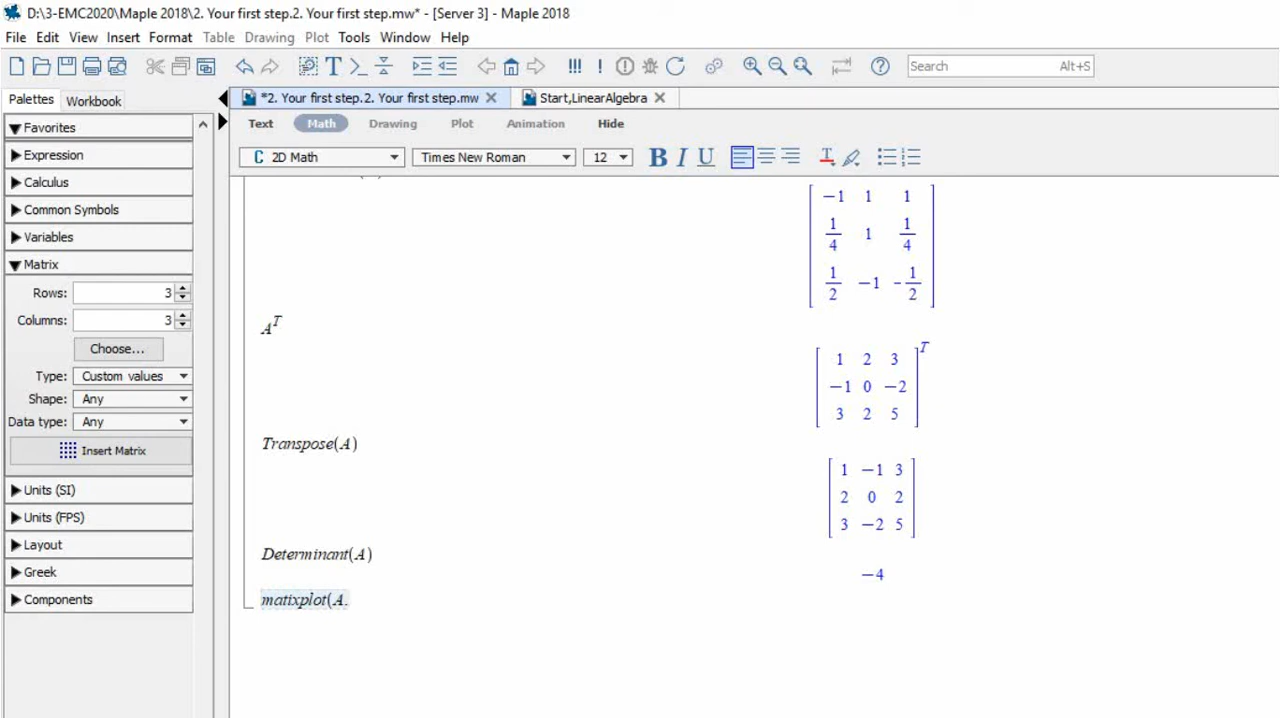 D:\3-EMC2020\Maple 2018\2. Your first step.2. Your first step.mw* - [Server 3] - Maple 2018
File Edit View Insert Format Table Drawing Plot Tools Window Help
Search Alt+S
Palettes Workbook
*2. Your first step.2. Your first step.mw Start,LinearAlgebra
Text Math Drawing Plot Animation Hide
C 2D Math Times New Roman 12 B I U T
Favorites
Expression
Calculus
Common Symbols
Variables
Matrix
Rows: 3
Columns: 3
Choose...
Type: Custom values
Shape: Any
Data type: Any
Insert Matrix
Units (SI)
Units (FPS)
Layout
Greek
Components
−1 1 1
1/4 1 1/4
1/2 −1 -1/2
A^T
1 2 3
−1 0 −2
3 2 5
T
Transpose(A)
1 −1 3
2 0 2
3 −2 5
Determinant(A)
−4
matixplot(A.